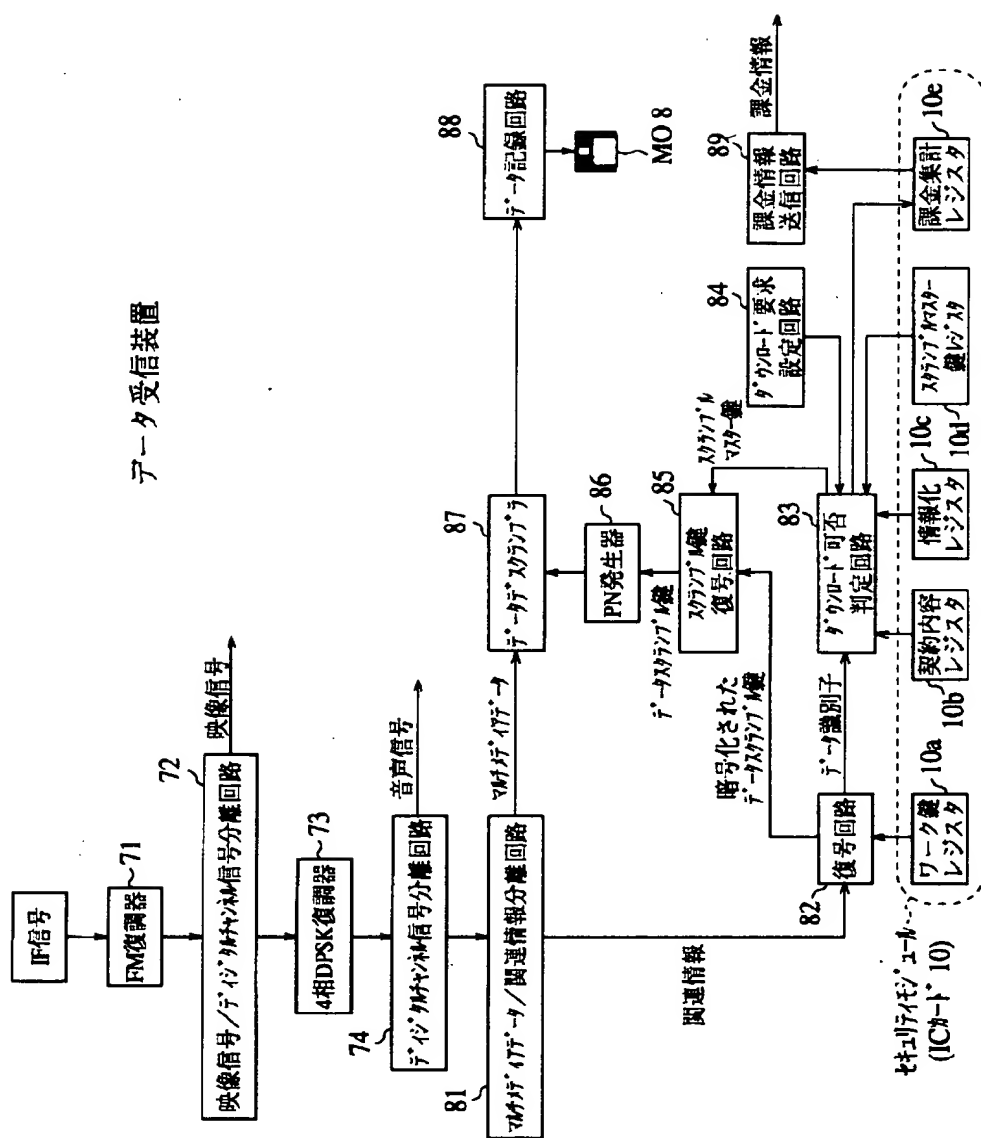 データ受信装置
IF信号
FM復調器
71
映像信号/ディジタルチャンネル信号分離回路
72
映像信号
4相DPSK復調器
73
ディジタルチャンネル信号分離回路
74
音声信号
マルチメディアデータ/関連情報分離回路
81
マルチメディアデータ
関連情報
データデスクランブラ
87
データ記録回路
88
MO 8
PN発生器
86
データスクランブル鍵
スクランブル鍵
復号回路
85
スクランブル
マスター鍵
暗号化された
データスクランブル鍵
復号回路
82
データ識別子
ダウンロード可否
判定回路
83
ダウンロード要求
設定回路
84
課金情報
送信回路
89
課金情報
ワーク鍵
レジスタ
10a
契約内容
レジスタ
10b
情報化
レジスタ
10c
スクランブルマスター
鍵レジスタ
10d
課金集計
レジスタ
10e
セキュリティモジュール
(ICカード 10)